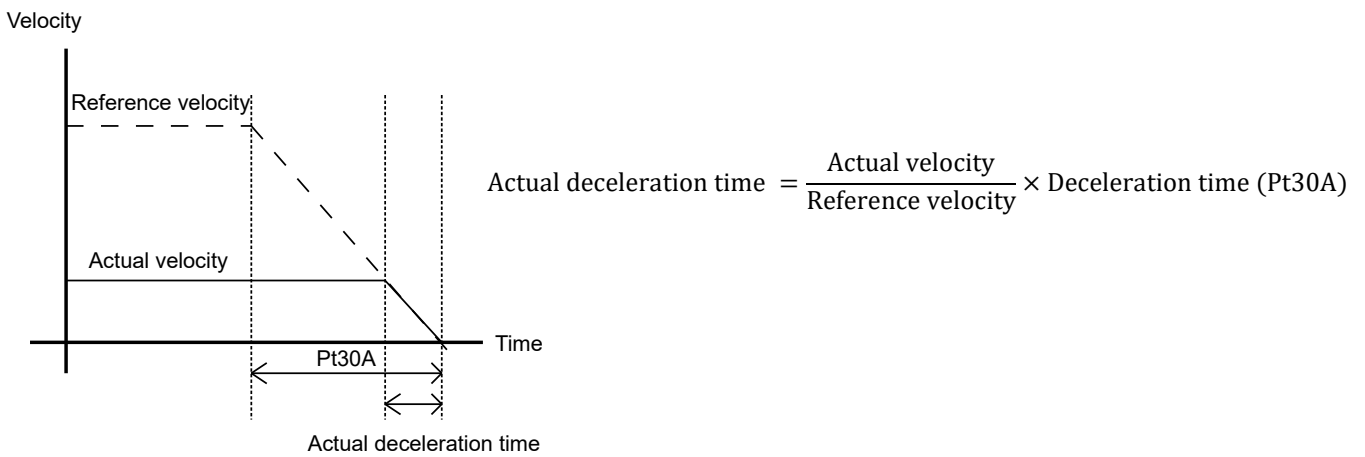 Velocity
Reference velocity
Actual velocity
Time
Pt30A
Actual deceleration time
Actual deceleration time = Actual velocity / Reference velocity × Deceleration time (Pt30A)